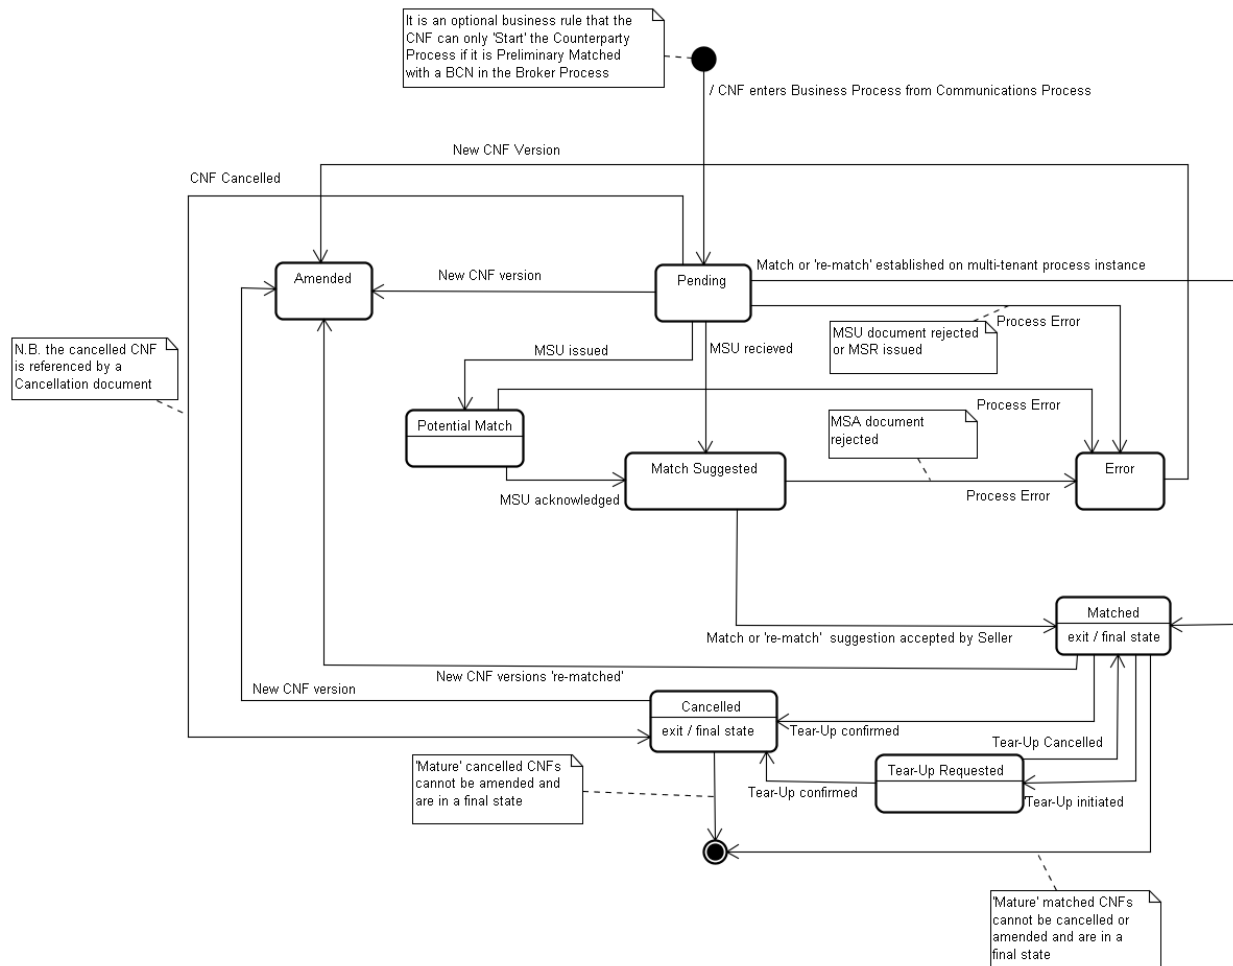 It is an optional business rule that the
CNF can only 'Start' the Counterparty
Process if it is Preliminary Matched
with a BCN in the Broker Process
/ CNF enters Business Process from Communications Process
New CNF Version
CNF Cancelled
Amended
New CNF version
Pending
Match or 're-match' established on multi-tenant process instance
Process Error
MSU document rejected
or MSR issued
N.B. the cancelled CNF
is referenced by a
Cancellation document
MSU issued
MSU recieved
Potential Match
Process Error
MSA document
rejected
Match Suggested
Error
MSU acknowledged
Process Error
Matched
exit / final state
Match or 're-match' suggestion accepted by Seller
New CNF versions 're-matched'
New CNF version
Cancelled
exit / final state
Tear-Up confirmed
Tear-Up Cancelled
'Mature' cancelled CNFs
cannot be amended and
are in a final state
Tear-Up Requested
Tear-Up confirmed
Tear-Up initiated
'Mature' matched CNFs
cannot be cancelled or
amended and are in a
final state